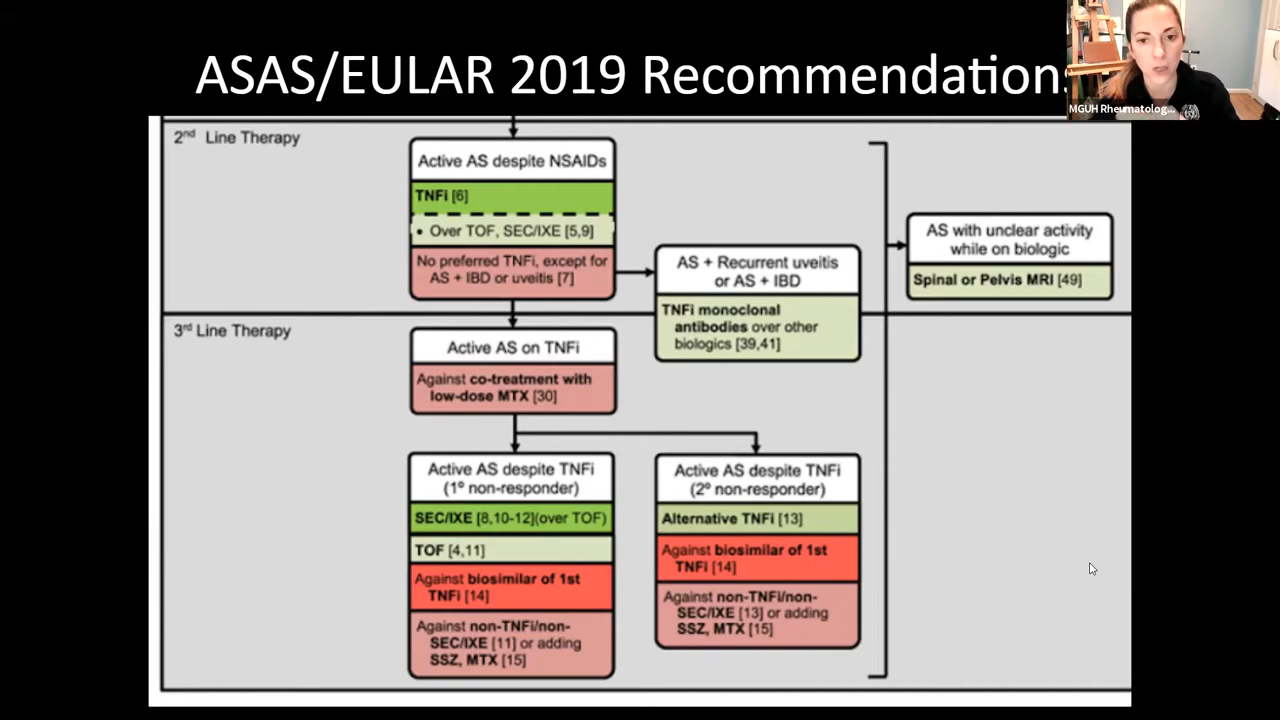 ASAS/EULAR 2019 Recommendations
MGUH Rheumatolog...
2nd Line Therapy
Active AS despite NSAIDs
TNFi [6]
• Over TOF, SEC/IXE [5,9]
No preferred TNFi, except for
AS + IBD or uveitis [7]
AS + Recurrent uveitis
or AS + IBD
TNFi monoclonal
antibodies over other
biologics [39,41]
AS with unclear activity
while on biologic
Spinal or Pelvis MRI [49]
3rd Line Therapy
Active AS on TNFi
Against co-treatment with
low-dose MTX [30]
Active AS despite TNFi
(1º non-responder)
SEC/IXE [8,10-12](over TOF)
TOF [4,11]
Against biosimilar of 1st
TNFi [14]
Against non-TNFi/non-
SEC/IXE [11] or adding
SSZ, MTX [15]
Active AS despite TNFi
(2º non-responder)
Alternative TNFi [13]
Against biosimilar of 1st
TNFi [14]
Against non-TNFi/non-
SEC/IXE [13] or adding
SSZ, MTX [15]